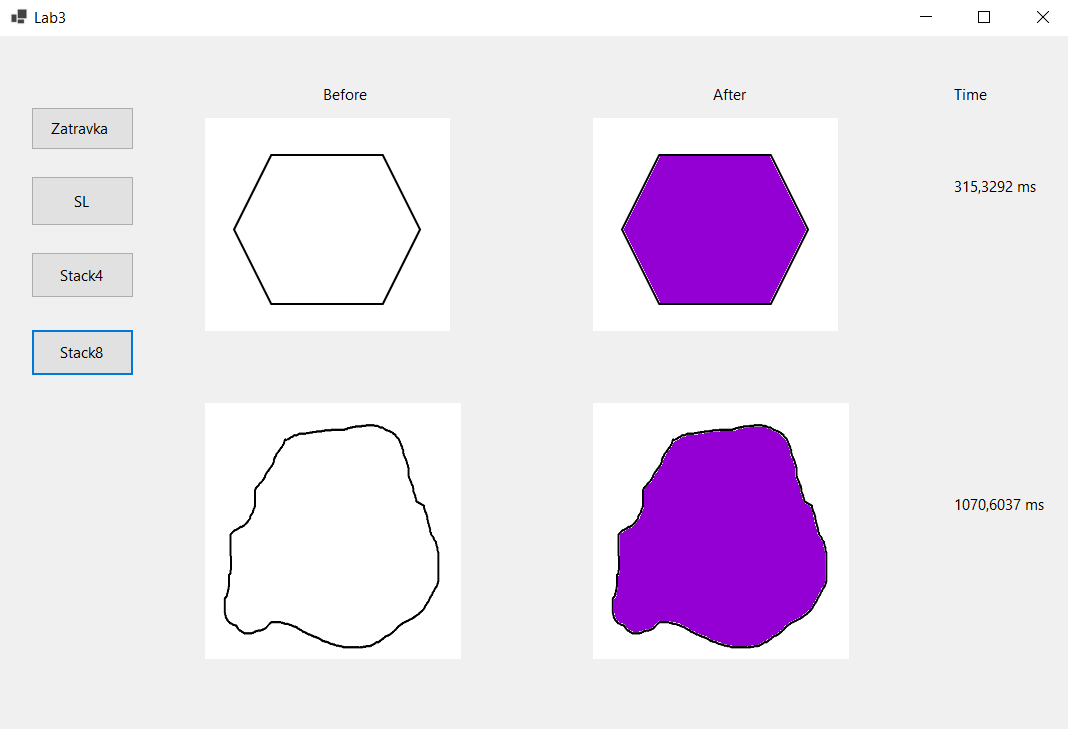 Lab3
Before
After
Time
Zatravka
SL
Stack4
Stack8
315,3292 ms
1070,6037 ms